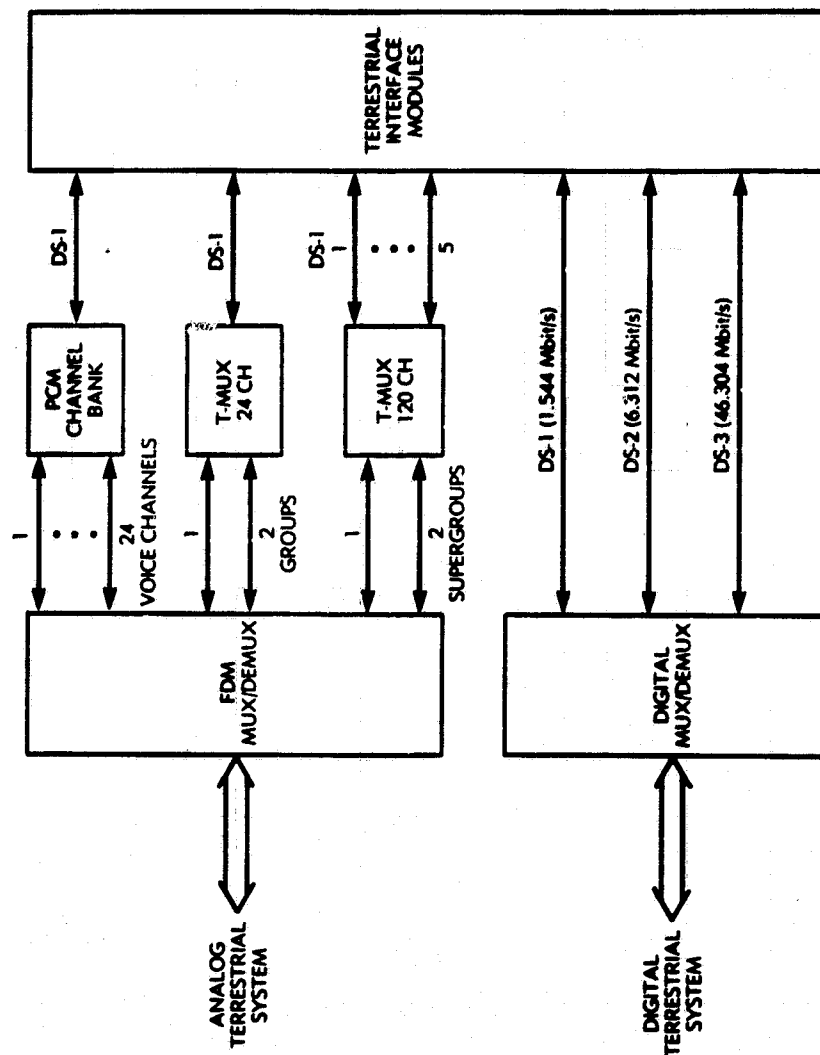 ANALOG
TERRESTRIAL
SYSTEM
FDM
MUX/DEMUX
1
24
VOICE CHANNELS
1
2
GROUPS
1
2
SUPERGROUPS
PCM
CHANNEL
BANK
T-MUX
24 CH
T-MUX
120 CH
DS-1
DS-1
DS-1
1
5
TERRESTRIAL
INTERFACE
MODULES
DIGITAL
TERRESTRIAL
SYSTEM
DIGITAL
MUX/DEMUX
DS-1 (1.544 Mbit/s)
DS-2 (6.312 Mbit/s)
DS-3 (46.304 Mbit/s)